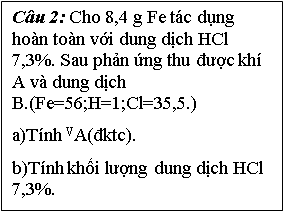 Câu 2: Cho 8,4 g Fe tác dụng
hoàn toàn với dung dịch HCl
7,3%. Sau phản ứng thu được khí
A và dung dịch
B.(Fe=56;H=1;Cl=35,5.)
a)Tính VA(đktc).
b)Tính khối lượng dung dịch HCl
7,3%.